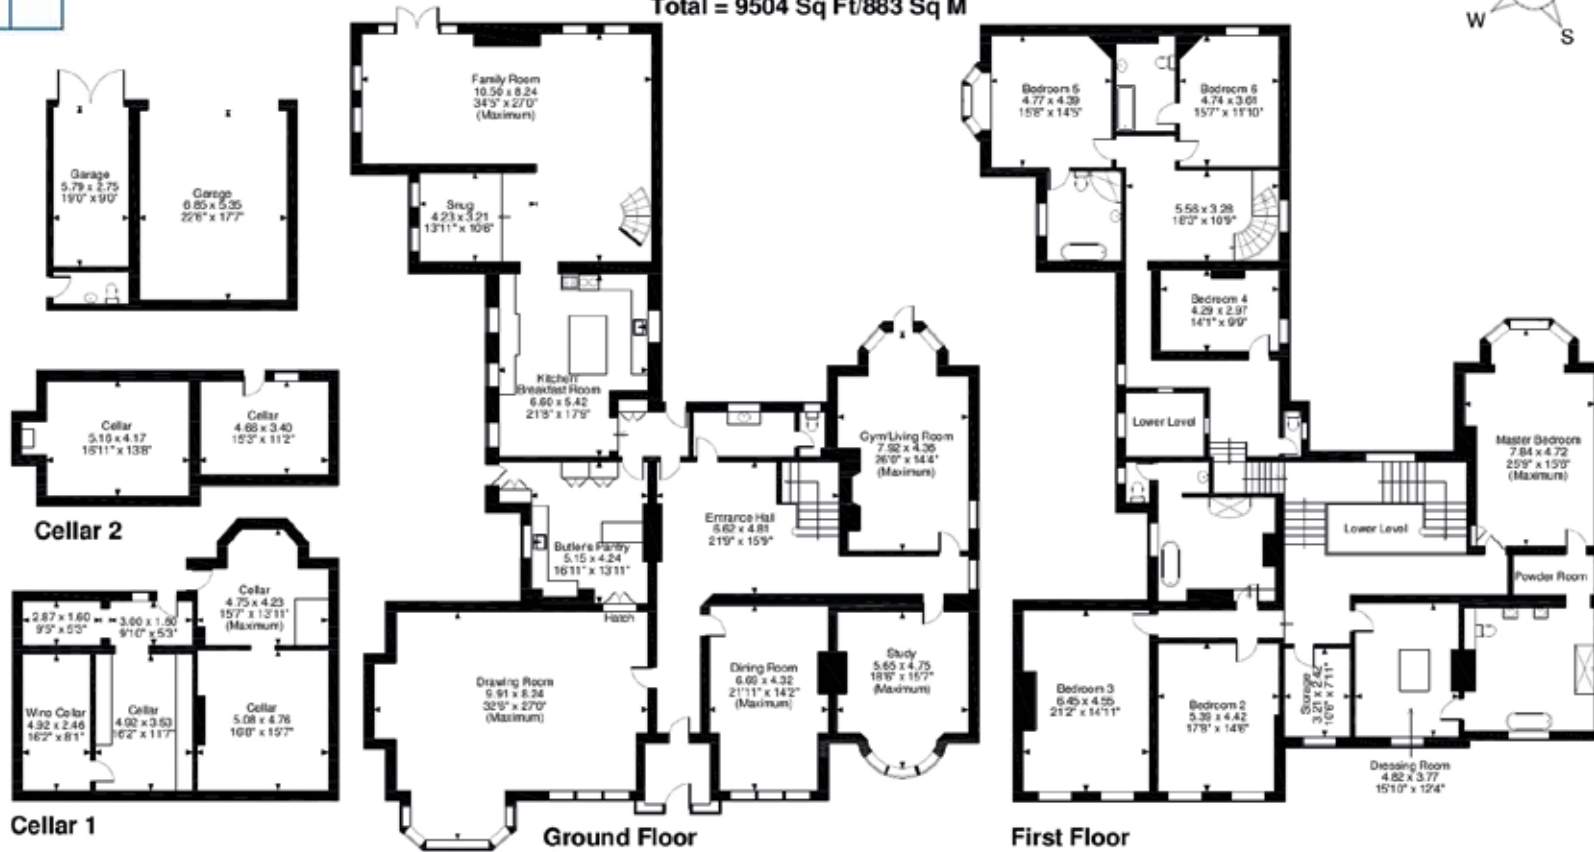 Total = 9504 Sq Ft/883 Sq M
W
S
Garage
5.79 x 2.75
19'0" x 9'0"
Garage
6.85 x 5.35
22'6" x 17'7"
Cellar
5.16 x 4.17
16'11" x 13'8"
Cellar
4.66 x 3.40
15'3" x 11'2"
Cellar 2
2.87 x 1.60
9'5" x 5'3"
3.00 x 1.60
9'10" x 5'3"
Cellar
4.75 x 4.23
15'7" x 13'11"
(Maximum)
Wine Cellar
4.92 x 2.46
16'2" x 8'1"
Cellar
4.92 x 3.53
16'2" x 11'7"
Cellar
5.08 x 4.76
16'8" x 15'7"
Cellar 1
Family Room
10.50 x 8.24
34'5" x 27'0"
(Maximum)
Snug
4.23 x 3.21
13'11" x 10'6"
Kitchen/
Breakfast Room
6.60 x 5.42
21'8" x 17'9"
Gym/Living Room
7.92 x 4.36
26'0" x 14'4"
(Maximum)
Entrance Hall
6.62 x 4.81
21'9" x 15'9"
Butler's Pantry
5.15 x 4.24
16'11" x 13'11"
Hatch
Drawing Room
9.91 x 8.24
32'6" x 27'0"
(Maximum)
Dining Room
6.69 x 4.32
21'11" x 14'2"
(Maximum)
Study
5.65 x 4.75
18'6" x 15'7"
(Maximum)
Ground Floor
Bedroom 5
4.77 x 4.39
15'8" x 14'5"
Bedroom 6
4.74 x 3.61
15'7" x 11'10"
5.56 x 3.28
18'3" x 10'9"
Bedroom 4
4.29 x 2.97
14'1" x 9'9"
Lower Level
Master Bedroom
7.84 x 4.72
25'9" x 15'6"
(Maximum)
Lower Level
Powder Room
Bedroom 3
6.45 x 4.55
21'2" x 14'11"
Bedroom 2
5.39 x 4.42
17'8" x 14'6"
Storage
3.21 x 2.42
10'6" x 7'11"
Dressing Room
4.82 x 3.77
15'10" x 12'4"
First Floor